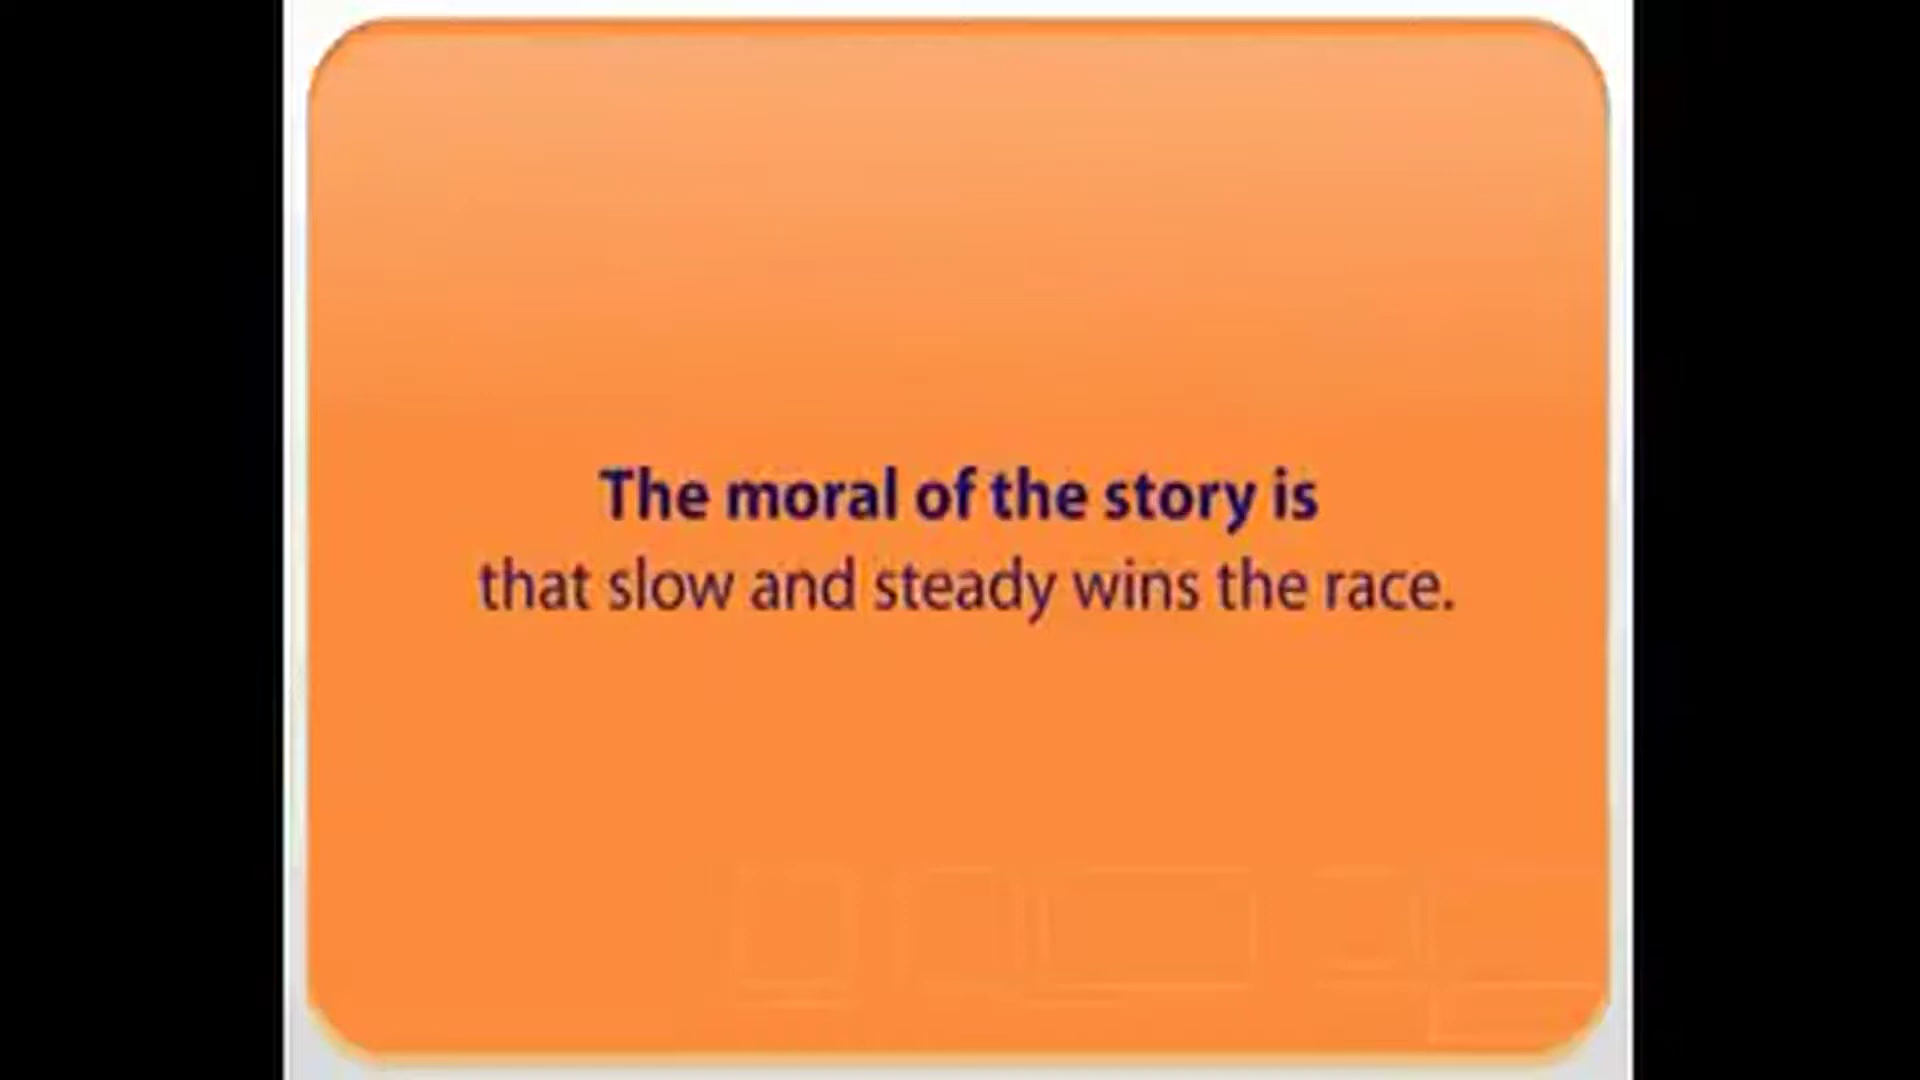 The moral of the story is
that slow and steady wins the race.